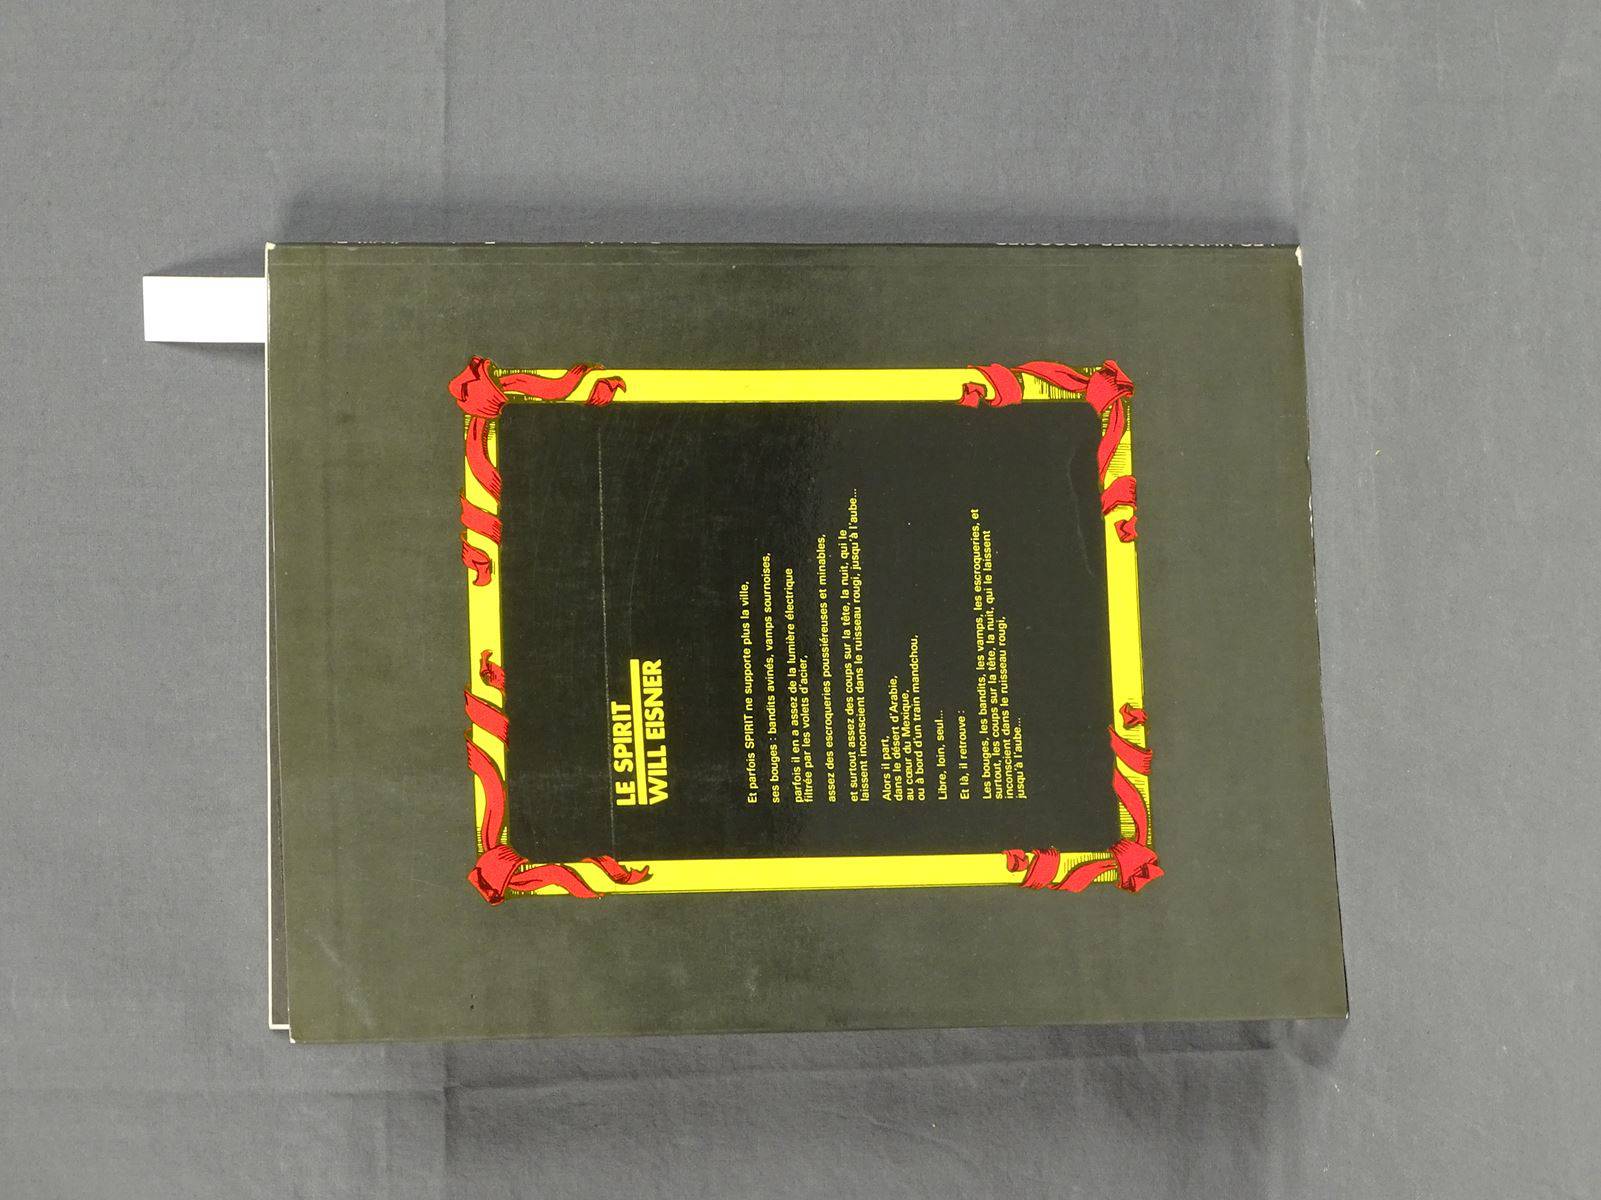 LE SPIRIT
WILL EISNER
Et parfois SPIRIT ne supporte plus la ville,
ses bouges : bandits avinés, vamps sournoises,
parfois il en a assez de la lumière électrique
filtrée par les volets d'acier,
assez des escroqueries poussiéreuses et minables,
et surtout assez des coups sur la tête, la nuit, qui le
laissent inconscient dans le ruisseau rougi, jusqu'à l'aube...
Alors il part,
dans le désert d'Arabie,
au cœur du Mexique,
ou à bord d'un train mandchou,
Libre, loin, seul...
Et là, il retrouve :
Les bouges, les bandits, les vamps, les escroqueries, et
surtout, les coups sur la tête, la nuit, qui le laissent
inconscient dans le ruisseau rougi,
jusqu'à l'aube...